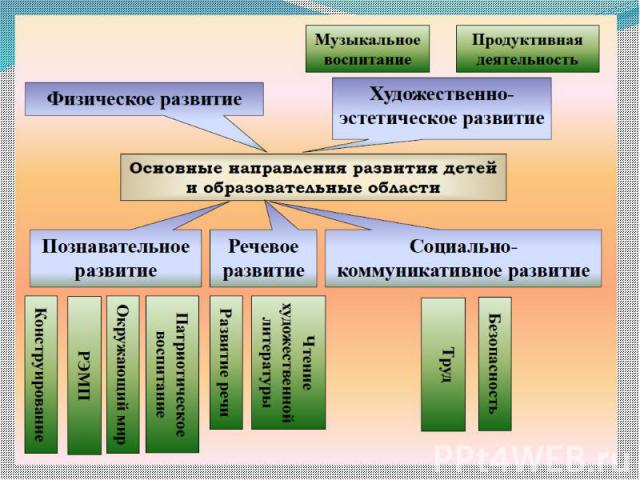 Музыкальное
воспитание
Продуктивная
деятельность
Физическое развитие
Художественно-
эстетическое развитие
Основные направления развития детей
и образовательные области
Познавательное
развитие
Речевое
развитие
Социально-
коммуникативное развитие
Конструирование
РЭМП
Окружающий мир
Патриотическое
воспитание
Развитие речи
Чтение
художественной
литературы
Труд
Безопасность
PPt4WEB.ru